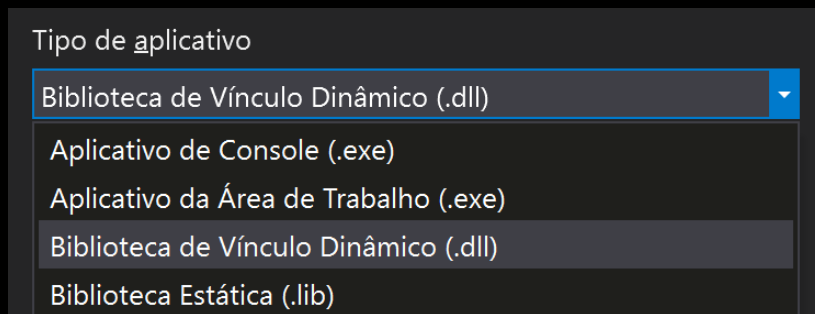 Tipo de aplicativo
Biblioteca de Vínculo Dinâmico (.dll)
Aplicativo de Console (.exe)
Aplicativo da Área de Trabalho (.exe)
Biblioteca de Vínculo Dinâmico (.dll)
Biblioteca Estática (.lib)